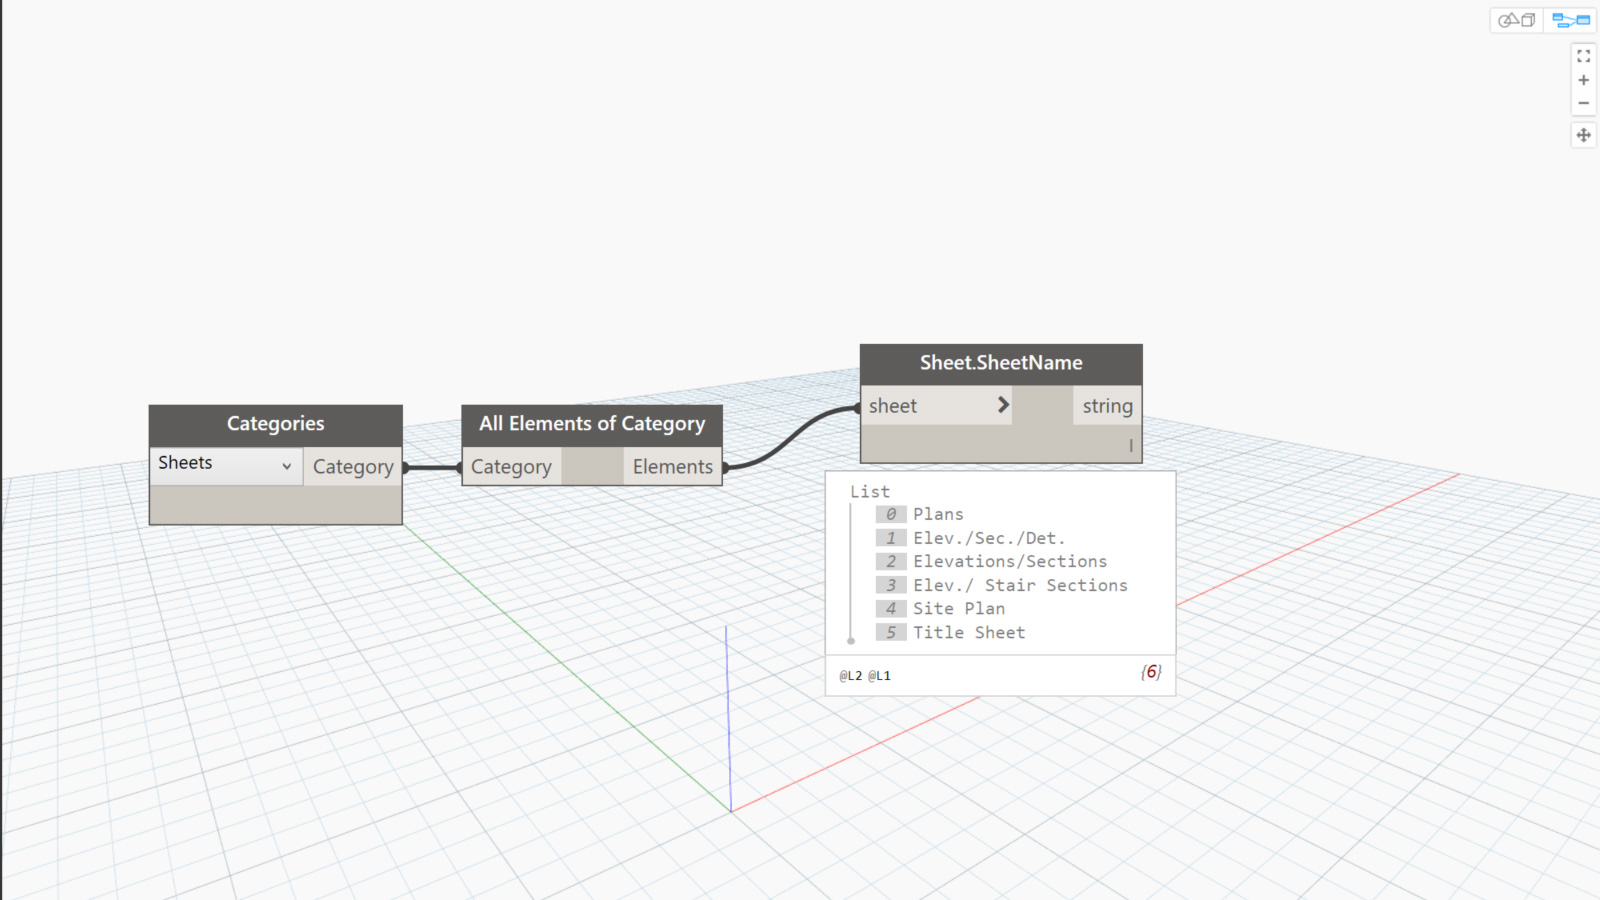 Categories
Sheets
Category
All Elements of Category
Category
Elements
Sheet.SheetName
sheet
string
List
0 Plans
1 Elev./Sec./Det.
2 Elevations/Sections
3 Elev./ Stair Sections
4 Site Plan
5 Title Sheet
@L2 @L1
{6}